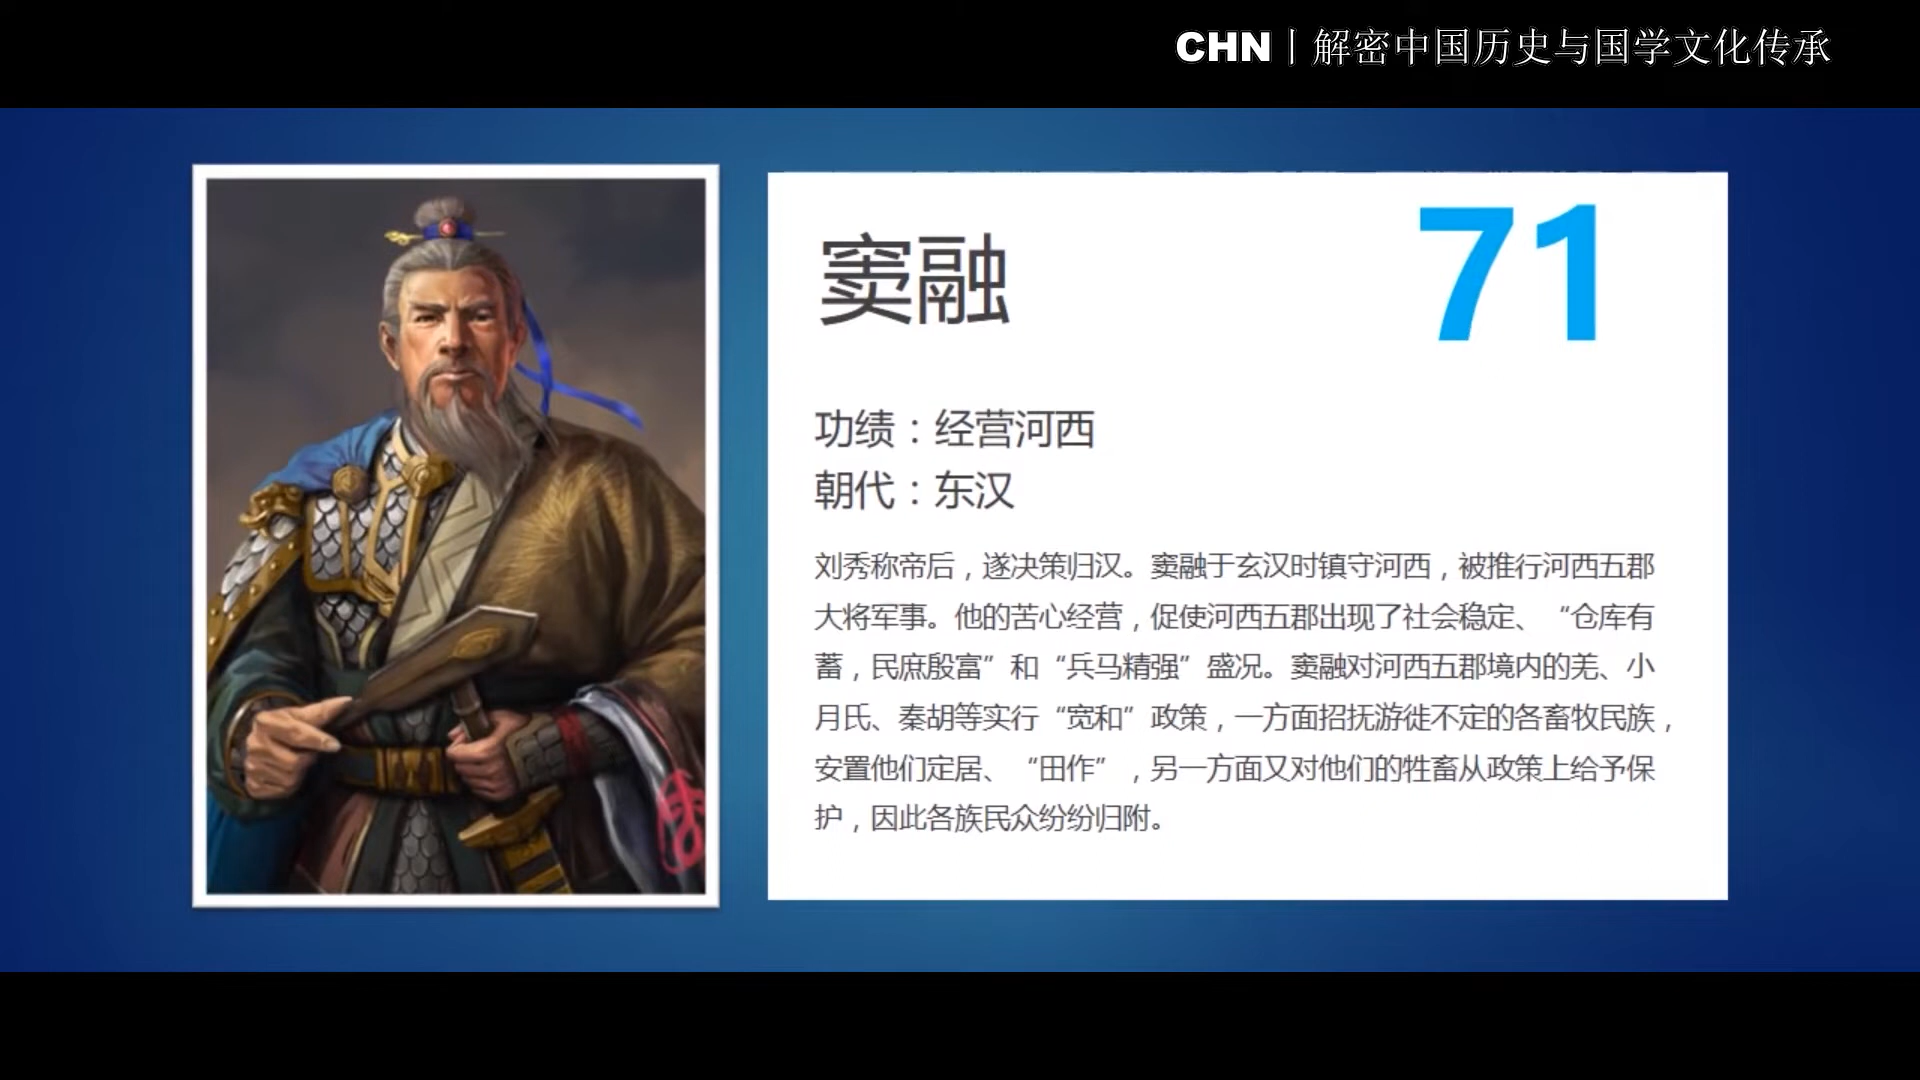 CHN丨解密中国历史与国学文化传承
71
窦融
功绩：经营河西
朝代：东汉
刘秀称帝后，遂决策归汉。窦融于玄汉时镇守河西，被推行河西五郡
大将军事。他的苦心经营，促使河西五郡出现了社会稳定、“仓库有
蓄，民庶殷富”和“兵马精强”盛况。窦融对河西五郡境内的羌、小
月氏、秦胡等实行“宽和”政策，一方面招抚游徙不定的各畜牧民族，
安置他们定居、“田作”，另一方面又对他们的牲畜从政策上给予保
护，因此各族民众纷纷归附。